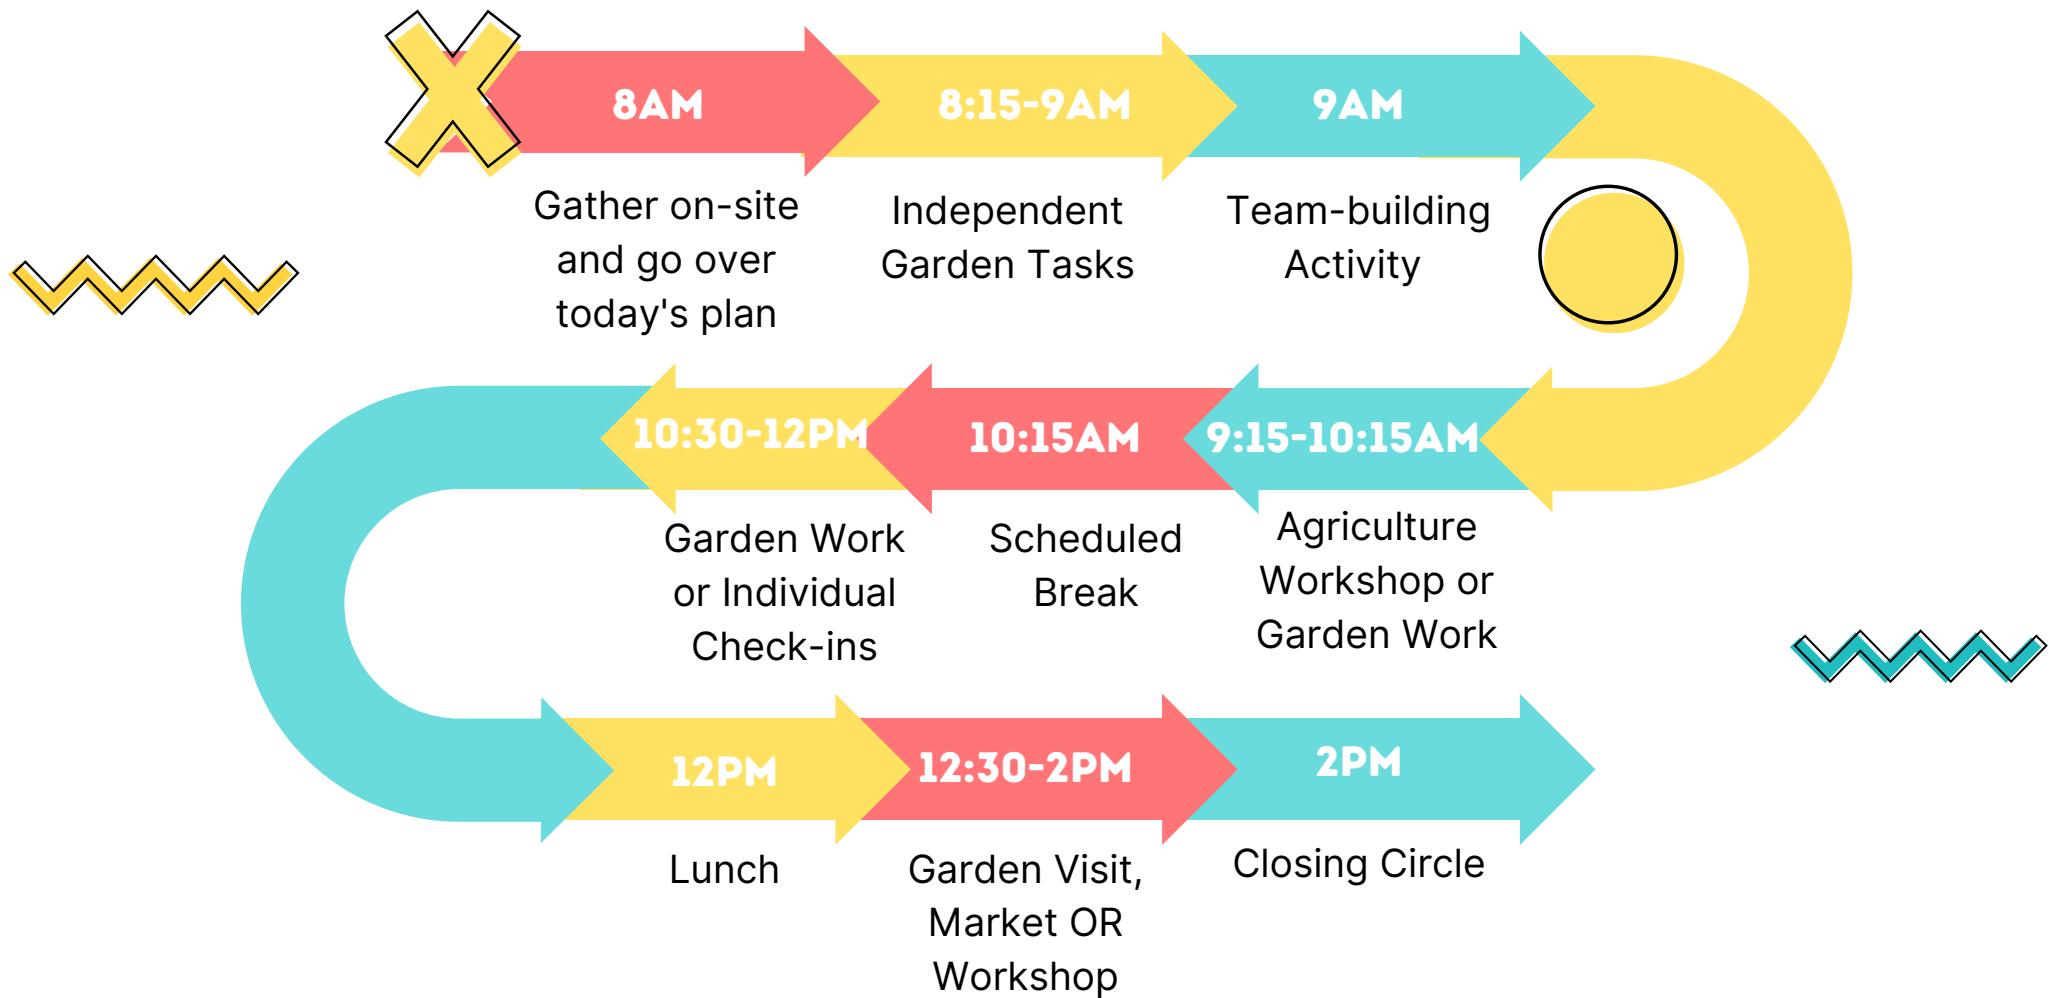 8AM
8:15-9AM
9AM
Gather on-site
and go over
today's plan
Independent
Garden Tasks
Team-building
Activity
9:15-10:15AM
Agriculture
Workshop or
Garden Work
10:15AM
Scheduled
Break
10:30-12PM
Garden Work
or Individual
Check-ins
12PM
Lunch
12:30-2PM
Garden Visit,
Market OR
Workshop
2PM
Closing Circle